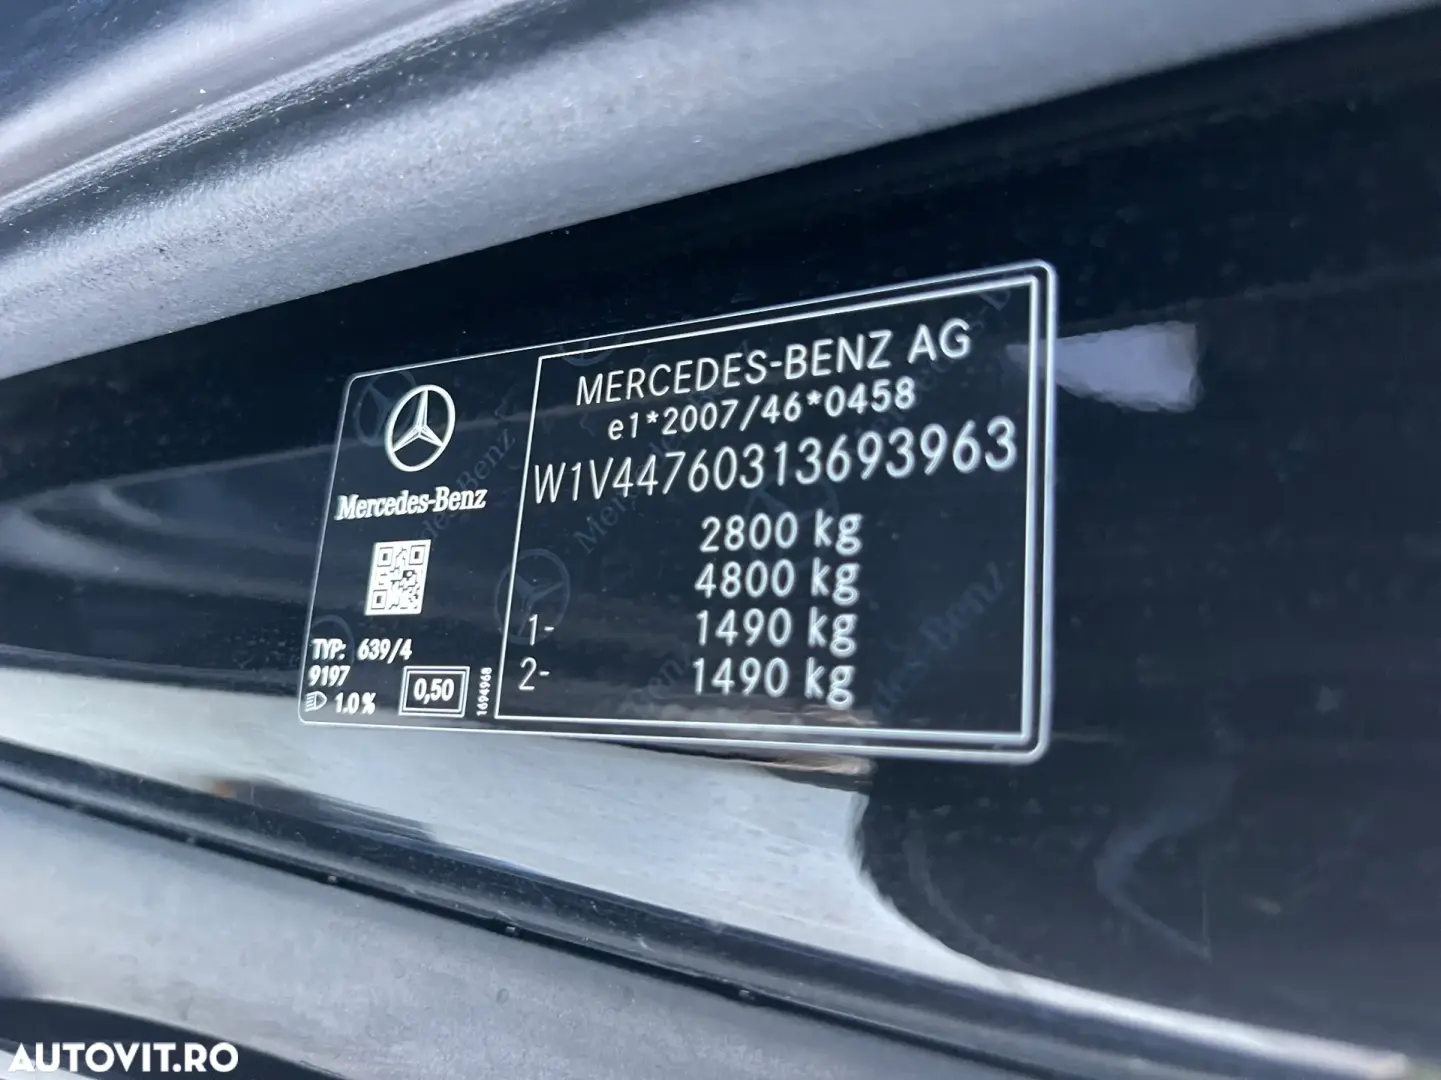 MERCEDES-BENZ AG
e1*2007/46*0458
W1V44760313693963
2800 kg
4800 kg
1- 1490 kg
2- 1490 kg
Mercedes-Benz
TYP: 639/4
9197
1.0%
0,50
1694968
AUTOVIT.RO